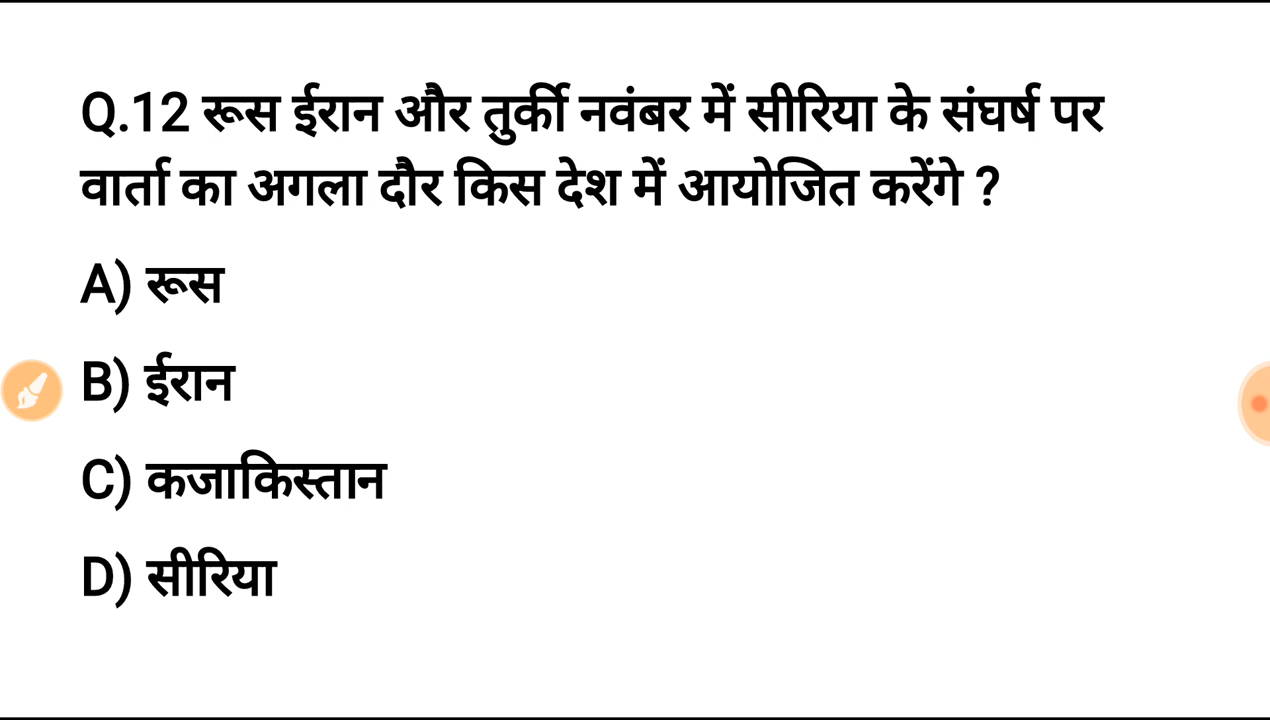 Q.12 रूस ईरान और तुर्की नवंबर में सीरिया के संघर्ष पर
वार्ता का अगला दौर किस देश में आयोजित करेंगे ?
A) रूस
B) ईरान
C) कजाकिस्तान
D) सीरिया